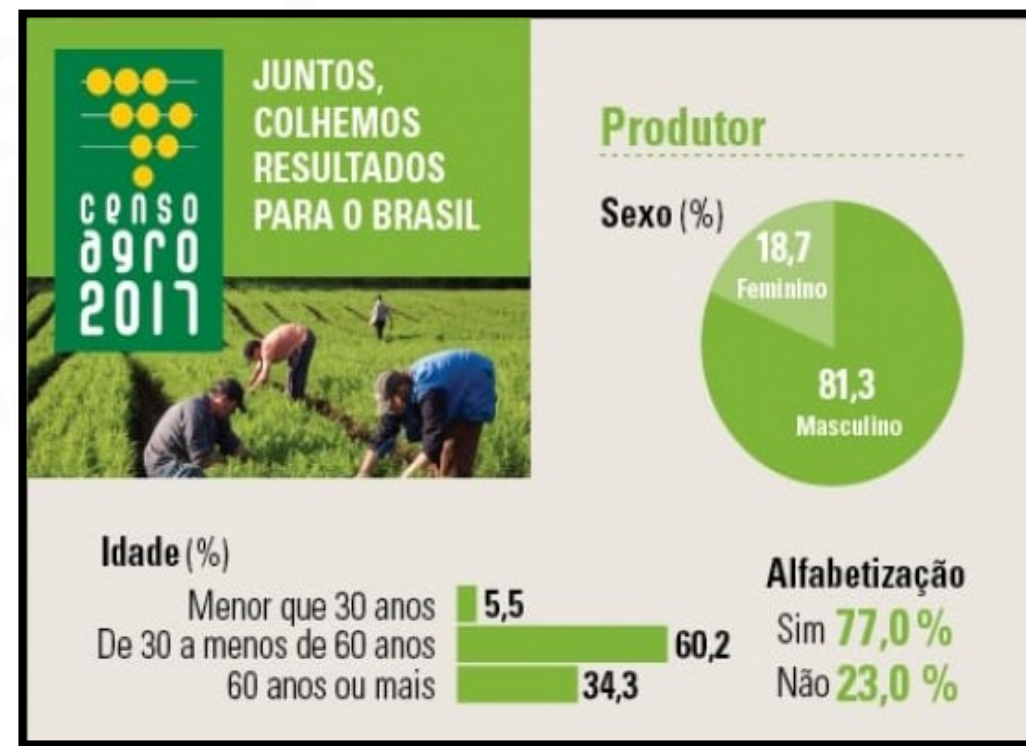 censo
agro
2017
JUNTOS,
COLHEMOS
RESULTADOS
PARA O BRASIL
Produtor
Sexo (%)
18,7
Feminino
81,3
Masculino
Idade (%)
Menor que 30 anos 5,5
De 30 a menos de 60 anos 60,2
60 anos ou mais 34,3
Alfabetização
Sim 77,0 %
Não 23,0 %